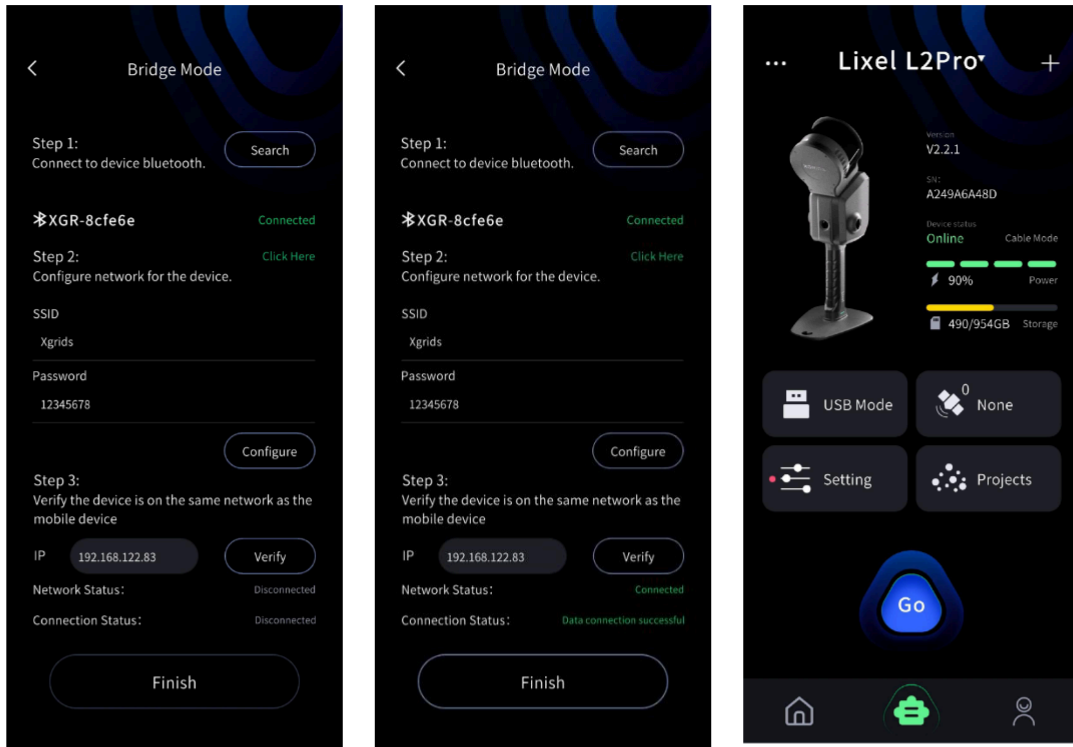 Bridge Mode
Step 1:
Connect to device bluetooth.
Search
XGR-8cfe6e
Connected
Step 2:
Click Here
Configure network for the device.
SSID
Xgrids
Password
12345678
Configure
Step 3:
Verify the device is on the same network as the
mobile device
IP
192.168.122.83
Verify
Network Status:
Disconnected
Connection Status:
Disconnected
Finish
Bridge Mode
Step 1:
Connect to device bluetooth.
Search
XGR-8cfe6e
Connected
Step 2:
Click Here
Configure network for the device.
SSID
Xgrids
Password
12345678
Configure
Step 3:
Verify the device is on the same network as the
mobile device
IP
192.168.122.83
Verify
Network Status:
Connected
Connection Status:
Data connection successful
Finish
Lixel L2Pro
Version
V2.2.1
SN:
A249A6A48D
Device status
Online
Cable Mode
90%
Power
490/954GB
Storage
USB Mode
0
None
Setting
Projects
Go